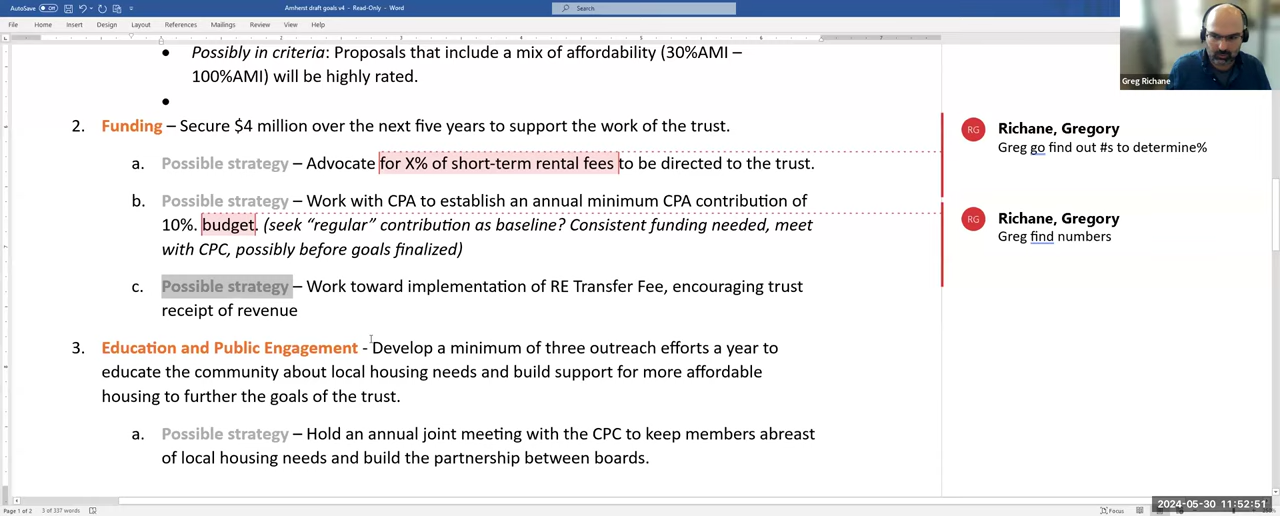 AutoSave Off
Amherst draft goals v4 - Read-Only - Word
Search
File Home Insert Design Layout References Mailings Review View Help
• Possibly in criteria: Proposals that include a mix of affordability (30%AMI –
100%AMI) will be highly rated.
•
2. Funding – Secure $4 million over the next five years to support the work of the trust.
a. Possible strategy – Advocate for X% of short-term rental fees to be directed to the trust.
b. Possible strategy – Work with CPA to establish an annual minimum CPA contribution of
10%. budget. (seek “regular” contribution as baseline? Consistent funding needed, meet
with CPC, possibly before goals finalized)
c. Possible strategy – Work toward implementation of RE Transfer Fee, encouraging trust
receipt of revenue
3. Education and Public Engagement - Develop a minimum of three outreach efforts a year to
educate the community about local housing needs and build support for more affordable
housing to further the goals of the trust.
a. Possible strategy – Hold an annual joint meeting with the CPC to keep members abreast
of local housing needs and build the partnership between boards.
RG Richane, Gregory
Greg go find out #s to determine%
RG Richane, Gregory
Greg find numbers
Greg Richane
Page 1 of 2 3 of 337 words
Focus
2024-05-30 11:52:51